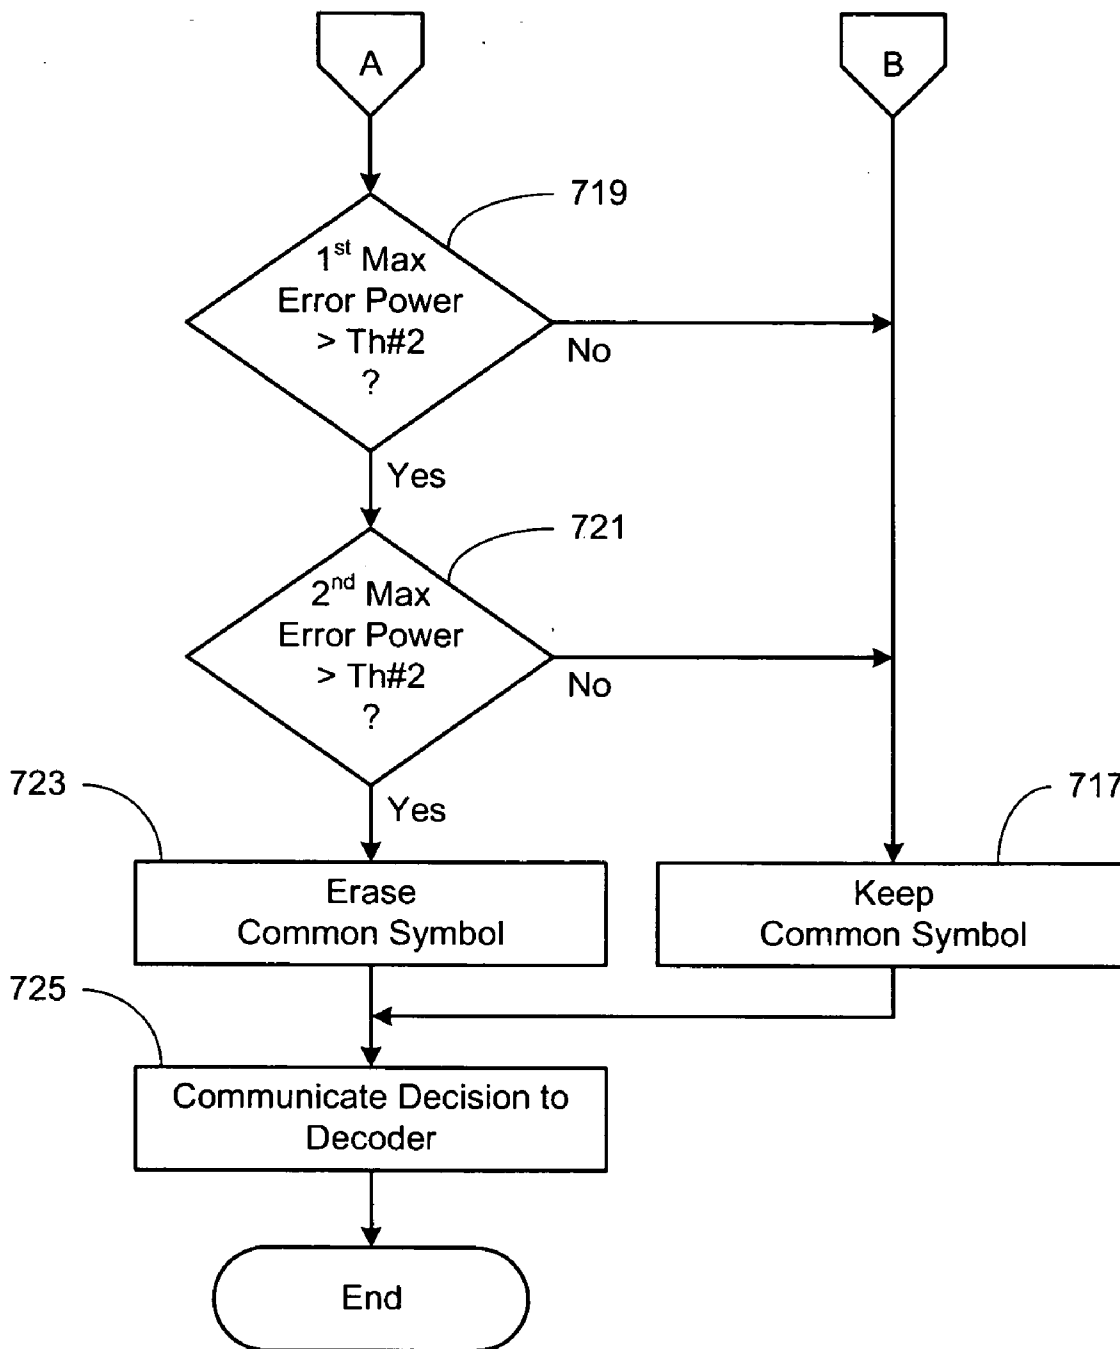 A
B
719
1st Max
Error Power
> Th#2
?
No
Yes
721
2nd Max
Error Power
> Th#2
?
No
723
Yes
717
Erase
Common Symbol
Keep
Common Symbol
725
Communicate Decision to
Decoder
End